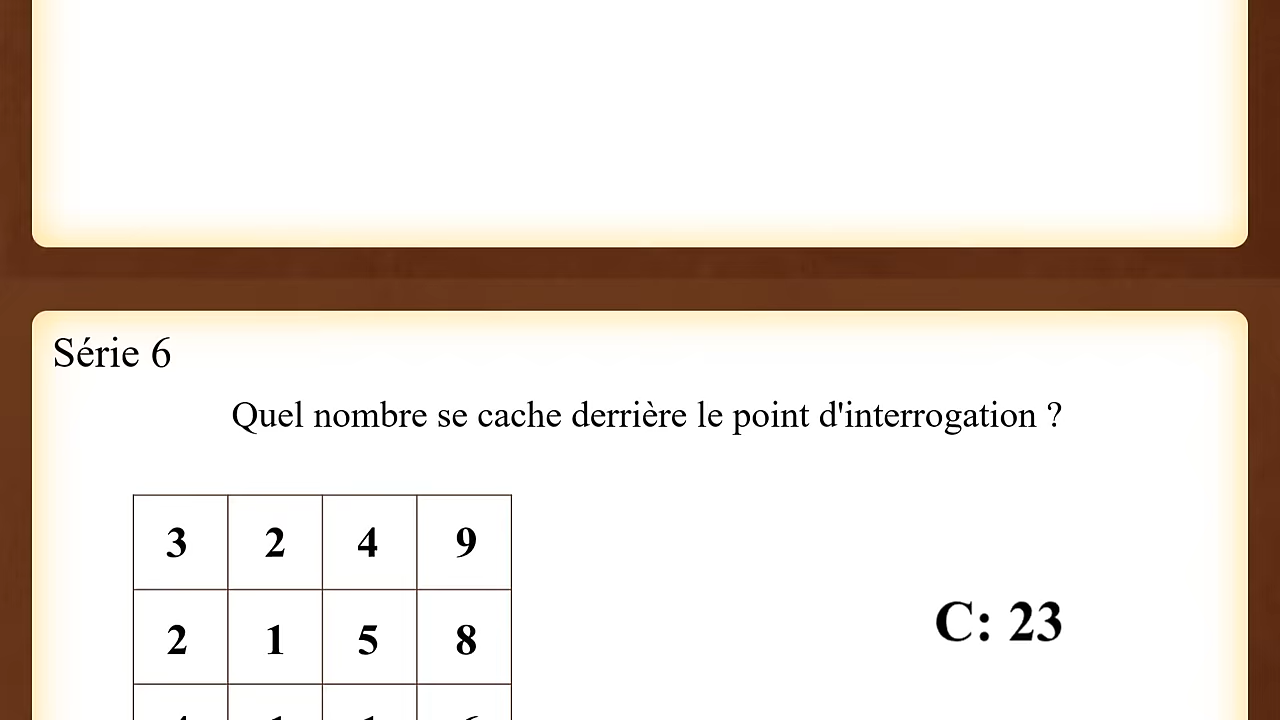 Série 6
Quel nombre se cache derrière le point d'interrogation ?
3 2 4 9
2 1 5 8
C: 23